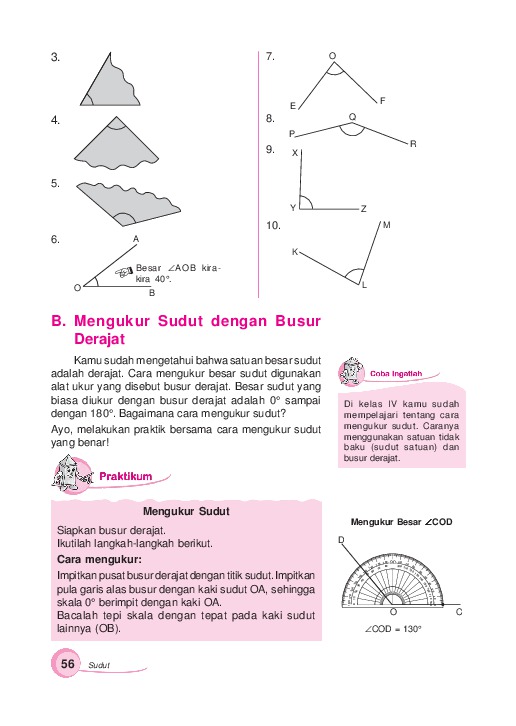 3.
4.
5.
6.
A
Besar ∠AOB kira-
kira 40°.
O
B
7.
O
E
F
8.
Q
P
R
9.
X
Y
Z
10.
M
K
L
B. Mengukur Sudut dengan Busur
Derajat
Kamu sudah mengetahui bahwa satuan besar sudut
adalah derajat. Cara mengukur besar sudut digunakan
alat ukur yang disebut busur derajat. Besar sudut yang
biasa diukur dengan busur derajat adalah 0° sampai
dengan 180°. Bagaimana cara mengukur sudut?
Ayo, melakukan praktik bersama cara mengukur sudut
yang benar!
Coba Ingatlah
Di kelas IV kamu sudah
mempelajari tentang cara
mengukur sudut. Caranya
menggunakan satuan tidak
baku (sudut satuan) dan
busur derajat.
Praktikum
Mengukur Sudut
Siapkan busur derajat.
Ikutilah langkah-langkah berikut.
Cara mengukur:
Impitkan pusat busur derajat dengan titik sudut. Impitkan
pula garis alas busur dengan kaki sudut OA, sehingga
skala 0° berimpit dengan kaki OA.
Bacalah tepi skala dengan tepat pada kaki sudut
lainnya (OB).
Mengukur Besar ∠COD
D
O
C
∠COD = 130°
56 Sudut